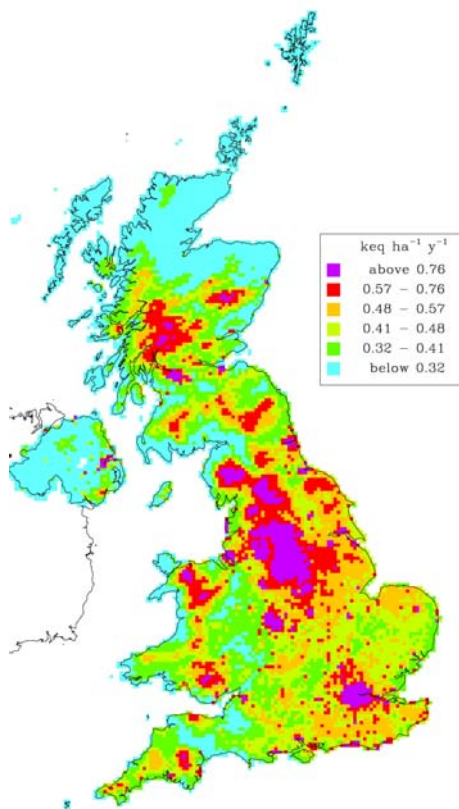 keq ha⁻¹ y⁻¹
above 0.76
0.57 – 0.76
0.48 – 0.57
0.41 – 0.48
0.32 – 0.41
below 0.32